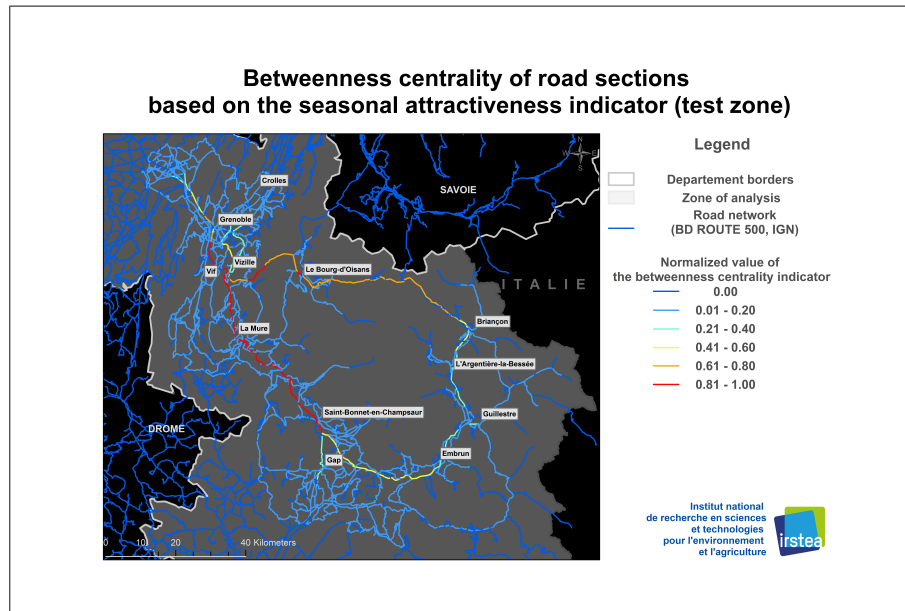 Betweenness centrality of road sections
based on the seasonal attractiveness indicator (test zone)
N
W
E
S
Crolles
SAVOIE
Grenoble
Vizille
Vif
Le Bourg-d'Oisans
ITALIE
Briançon
La Mure
L'Argentière-la-Bessée
Saint-Bonnet-en-Champsaur
Guillestre
DROME
Gap
Embrun
0 10 20 40 Kilometers
Legend
Departement borders
Zone of analysis
Road network
(BD ROUTE 500, IGN)
Normalized value of
the betweenness centrality indicator
0.00
0.01 - 0.20
0.21 - 0.40
0.41 - 0.60
0.61 - 0.80
0.81 - 1.00
Institut national
de recherche en sciences
et technologies
pour l'environnement
et l'agriculture
irstea